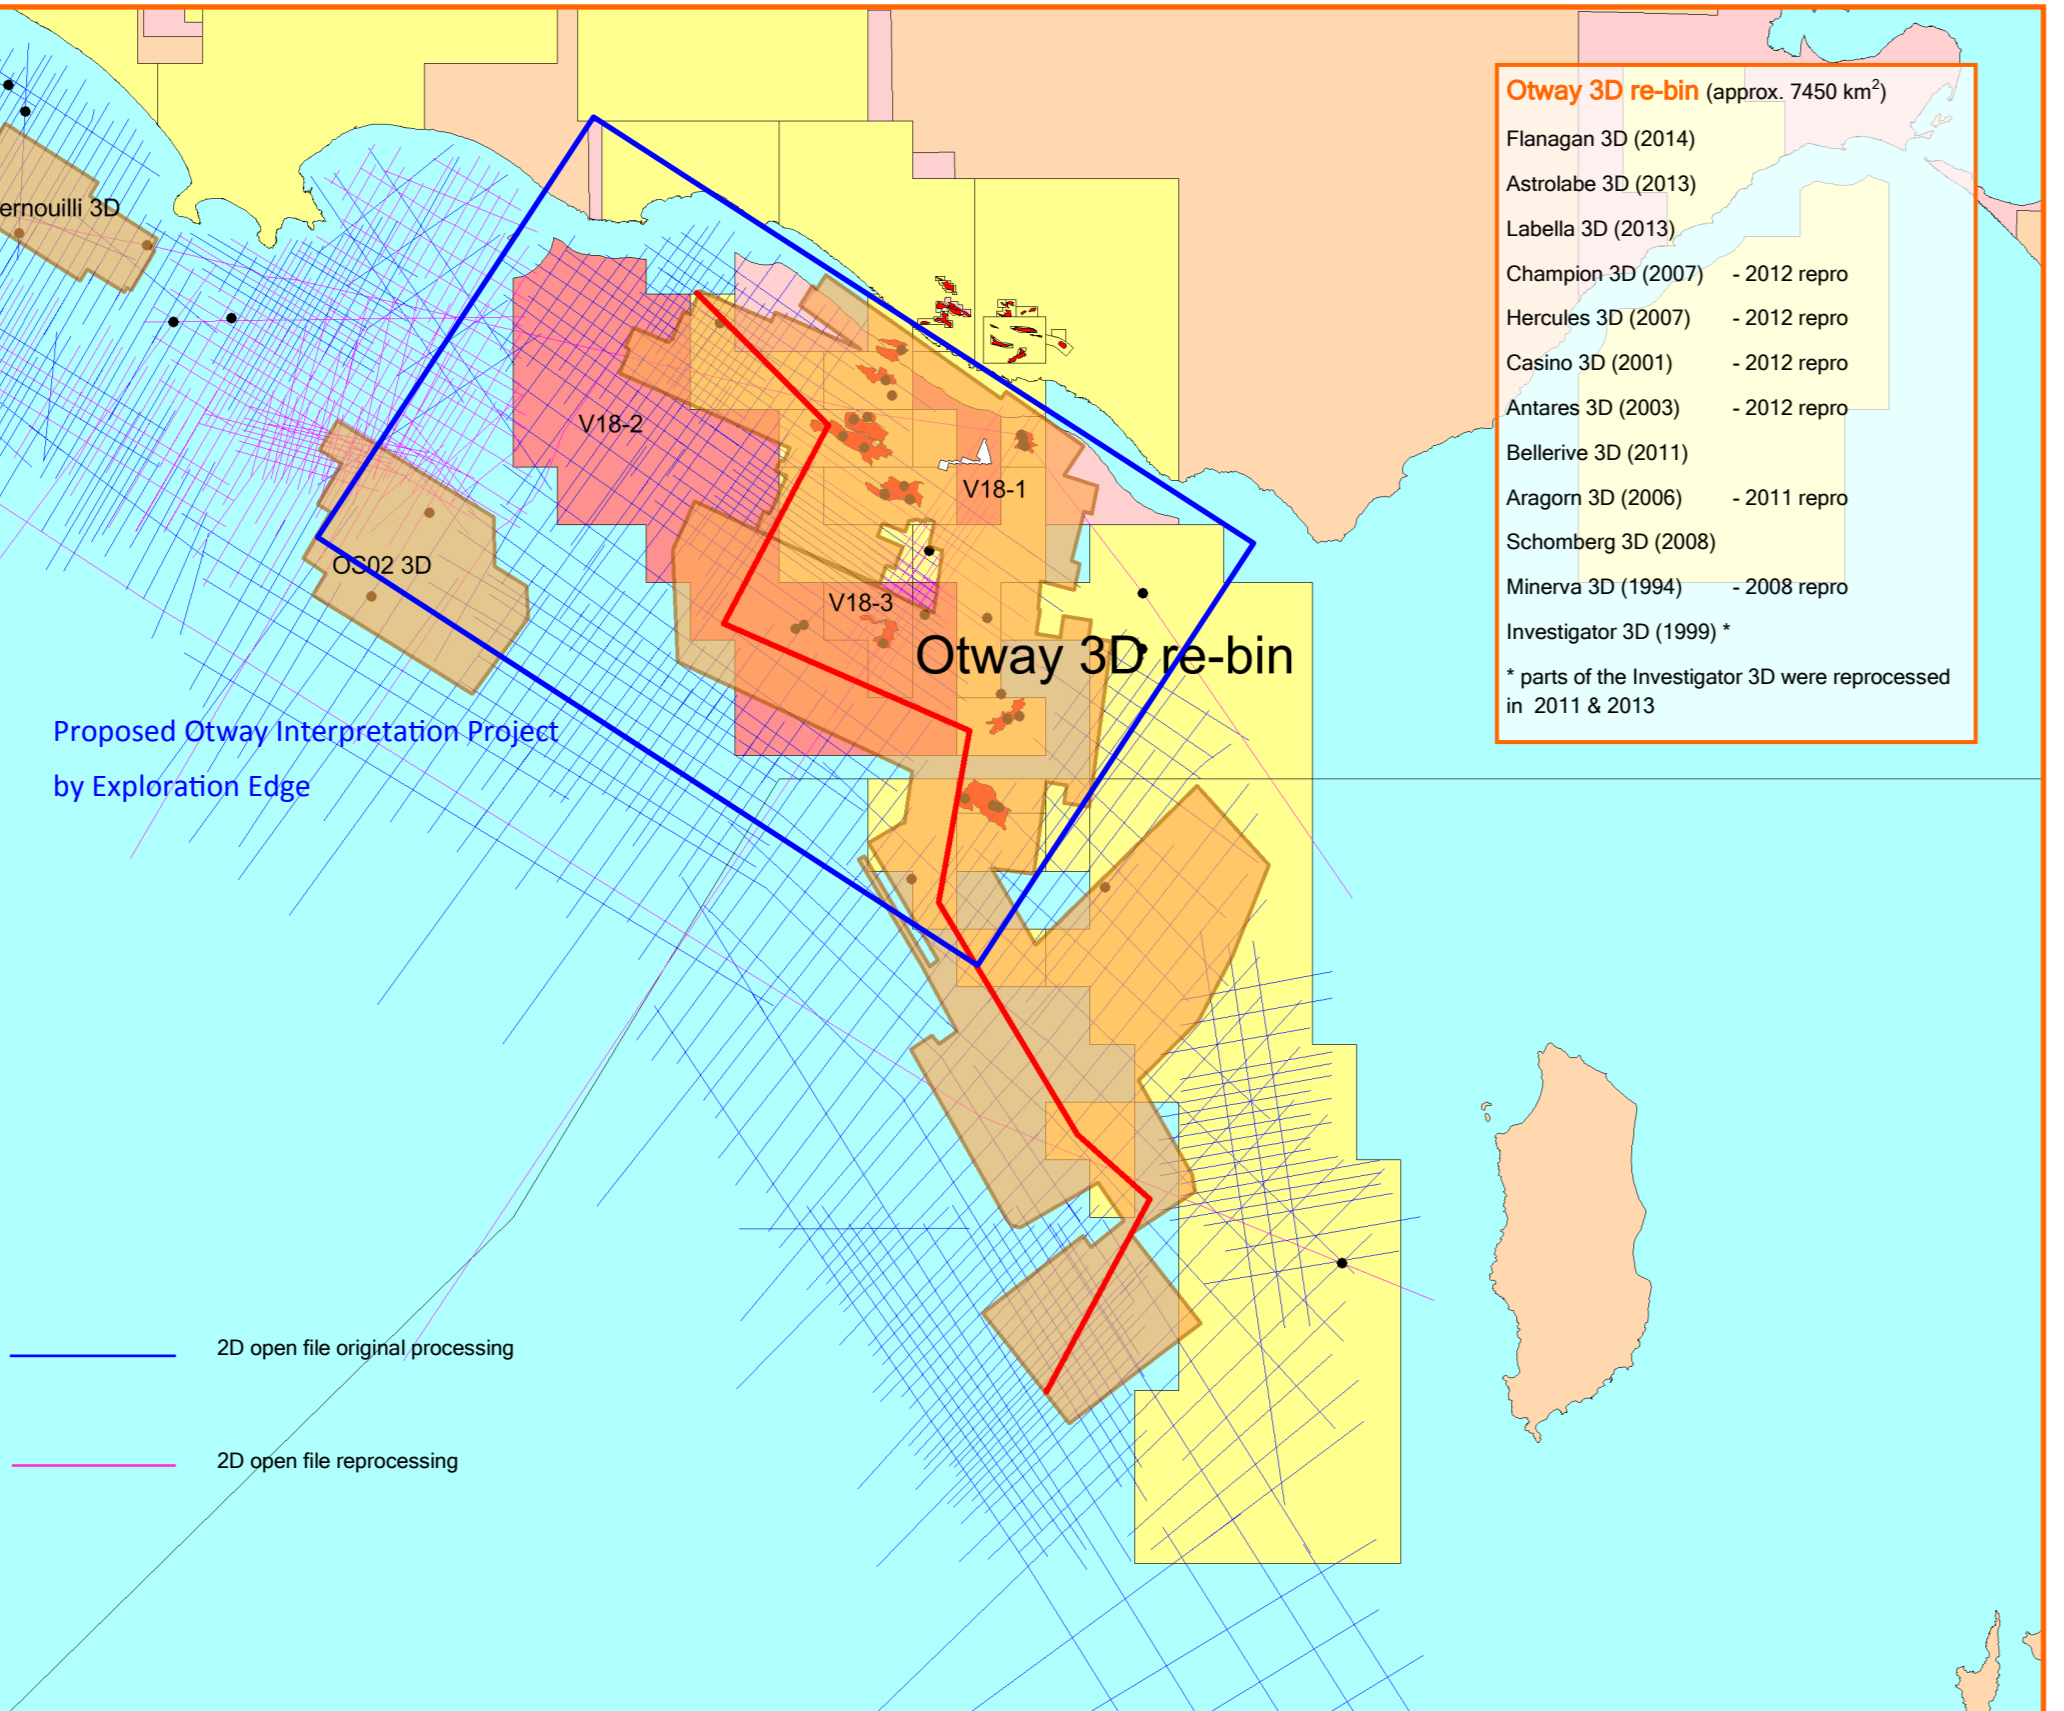 Otway 3D re-bin (approx. 7450 km²)
Flanagan 3D (2014)
Astrolabe 3D (2013)
Labella 3D (2013)
Champion 3D (2007) - 2012 repro
Hercules 3D (2007) - 2012 repro
Casino 3D (2001) - 2012 repro
Antares 3D (2003) - 2012 repro
Bellerive 3D (2011)
Aragorn 3D (2006) - 2011 repro
Schomberg 3D (2008)
Minerva 3D (1994) - 2008 repro
Investigator 3D (1999) *
* parts of the Investigator 3D were reprocessed
in 2011 & 2013
ernouilli 3D
V18-2
V18-1
OS02 3D
V18-3
Otway 3D re-bin
Proposed Otway Interpretation Project
by Exploration Edge
2D open file original processing
2D open file reprocessing